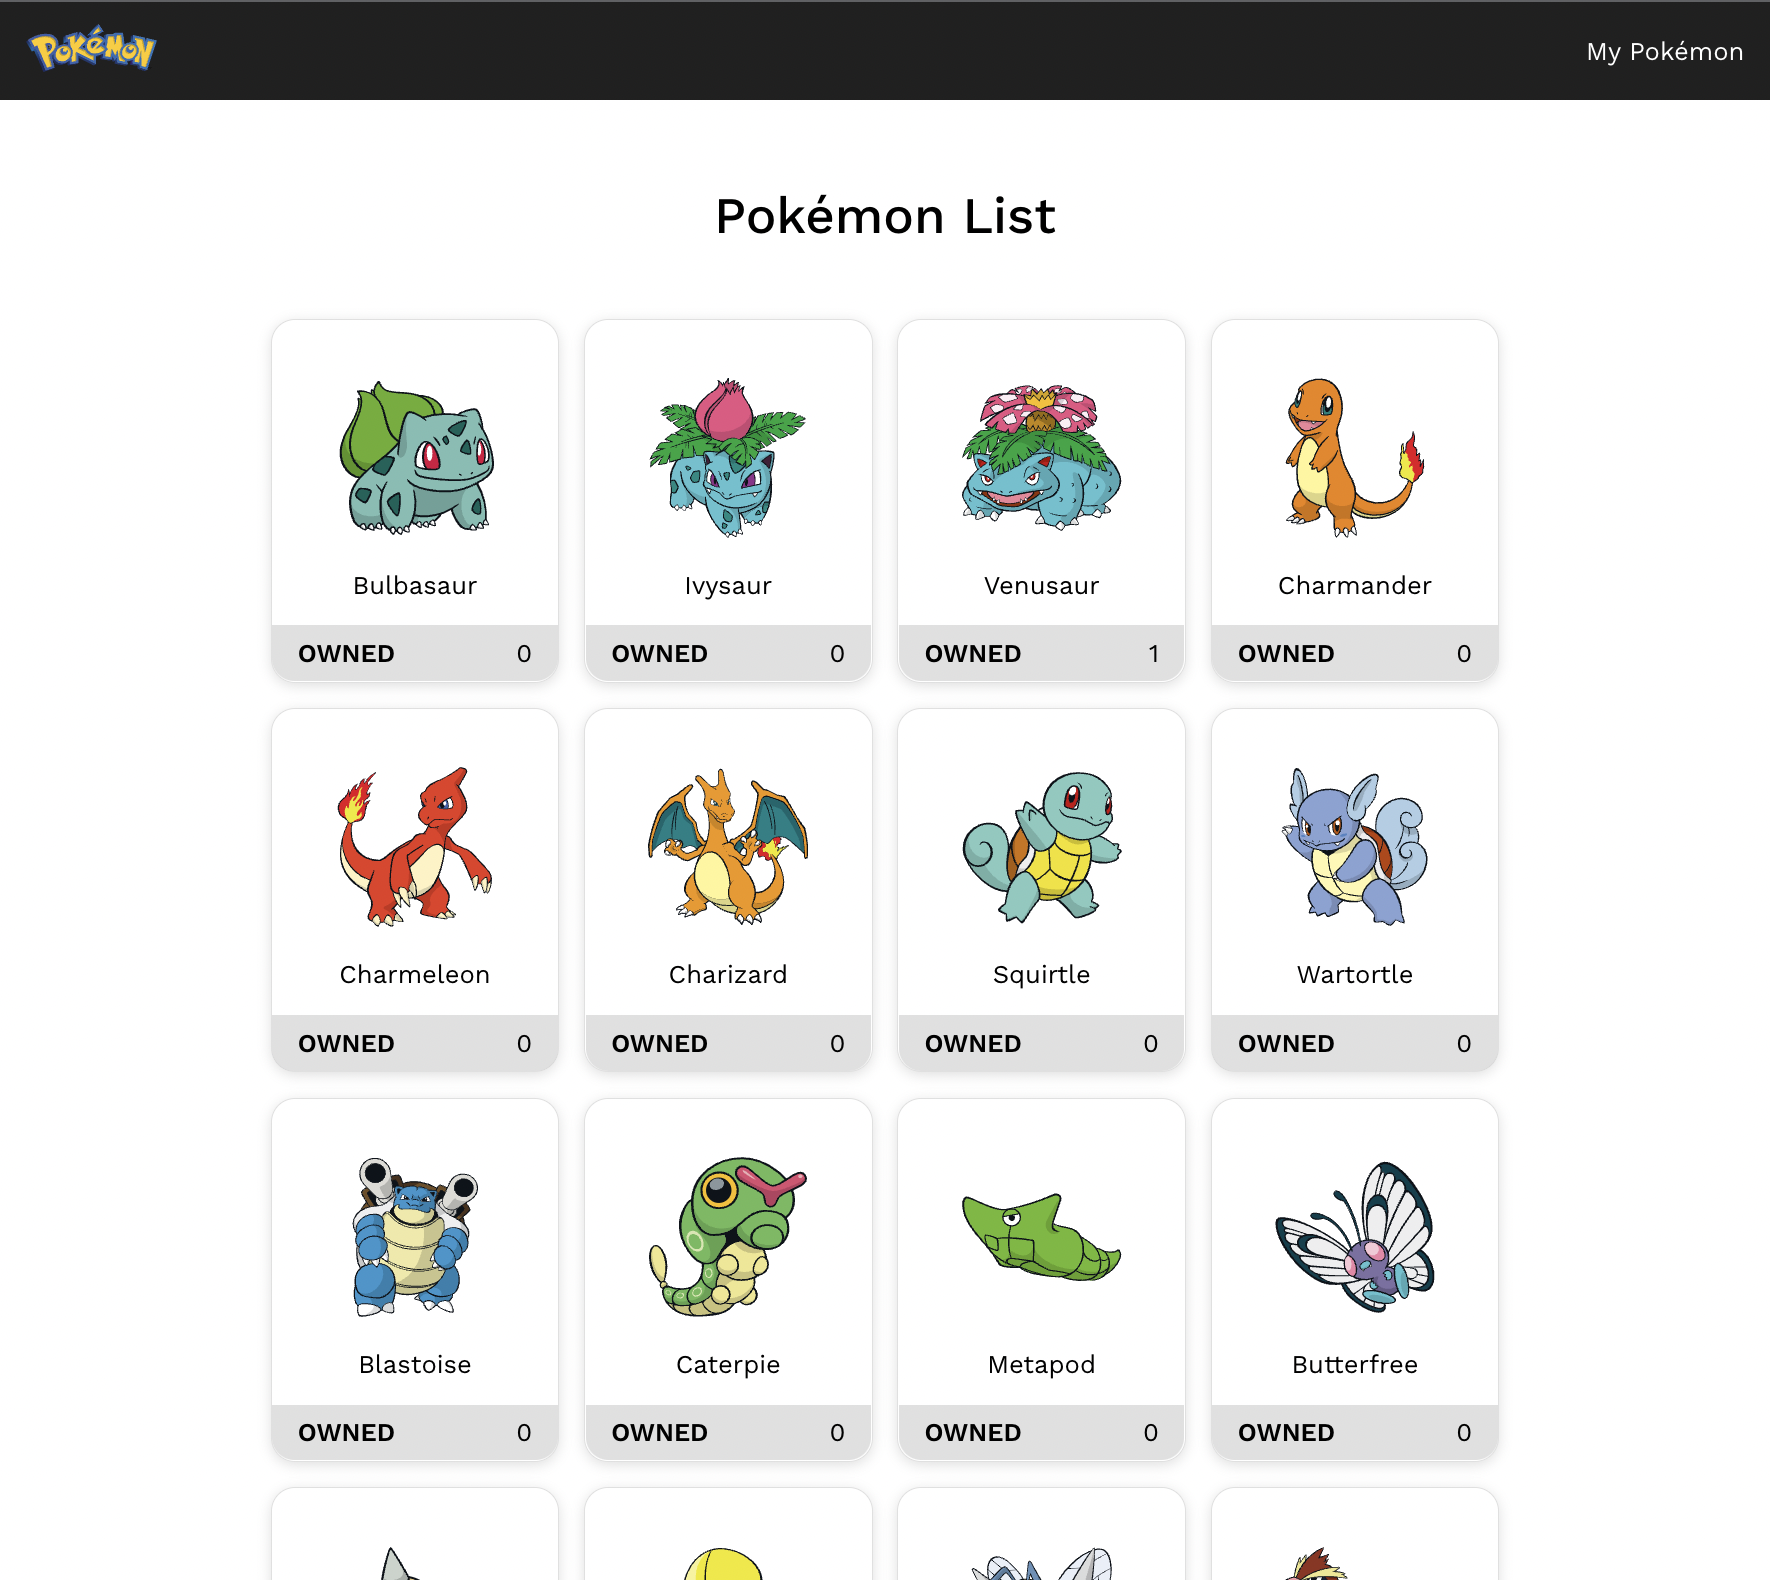 Pokémon
My Pokémon
Pokémon List
Bulbasaur
OWNED 0
Ivysaur
OWNED 0
Venusaur
OWNED 1
Charmander
OWNED 0
Charmeleon
OWNED 0
Charizard
OWNED 0
Squirtle
OWNED 0
Wartortle
OWNED 0
Blastoise
OWNED 0
Caterpie
OWNED 0
Metapod
OWNED 0
Butterfree
OWNED 0